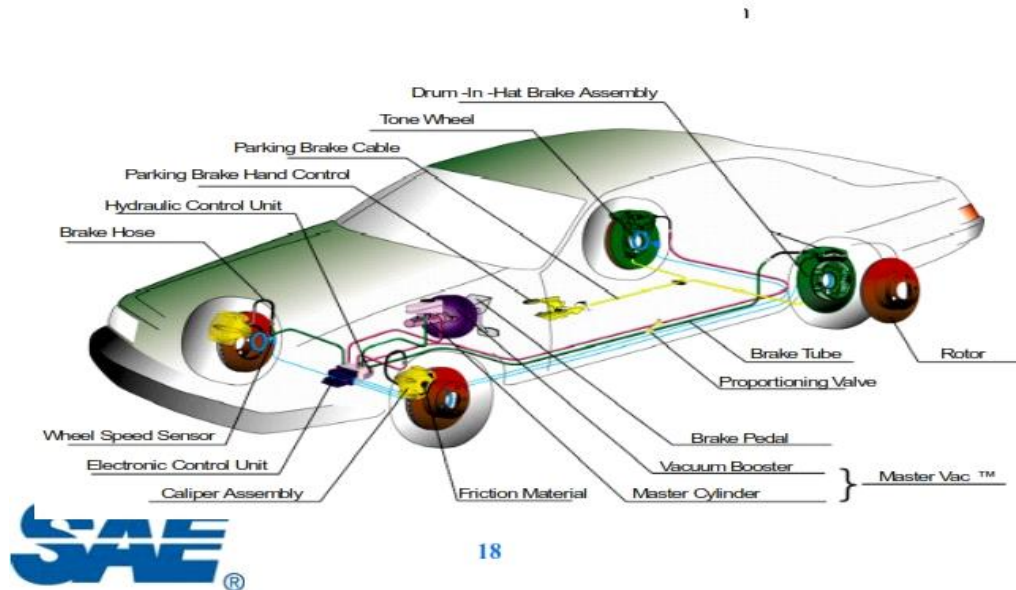 Drum -In -Hat Brake Assembly
Tone Wheel
Parking Brake Cable
Parking Brake Hand Control
Hydraulic Control Unit
Brake Hose
Brake Tube
Rotor
Proportioning Valve
Wheel Speed Sensor
Brake Pedal
Electronic Control Unit
Vacuum Booster
Master Vac ™
Caliper Assembly
Friction Material
Master Cylinder
SAE®
18